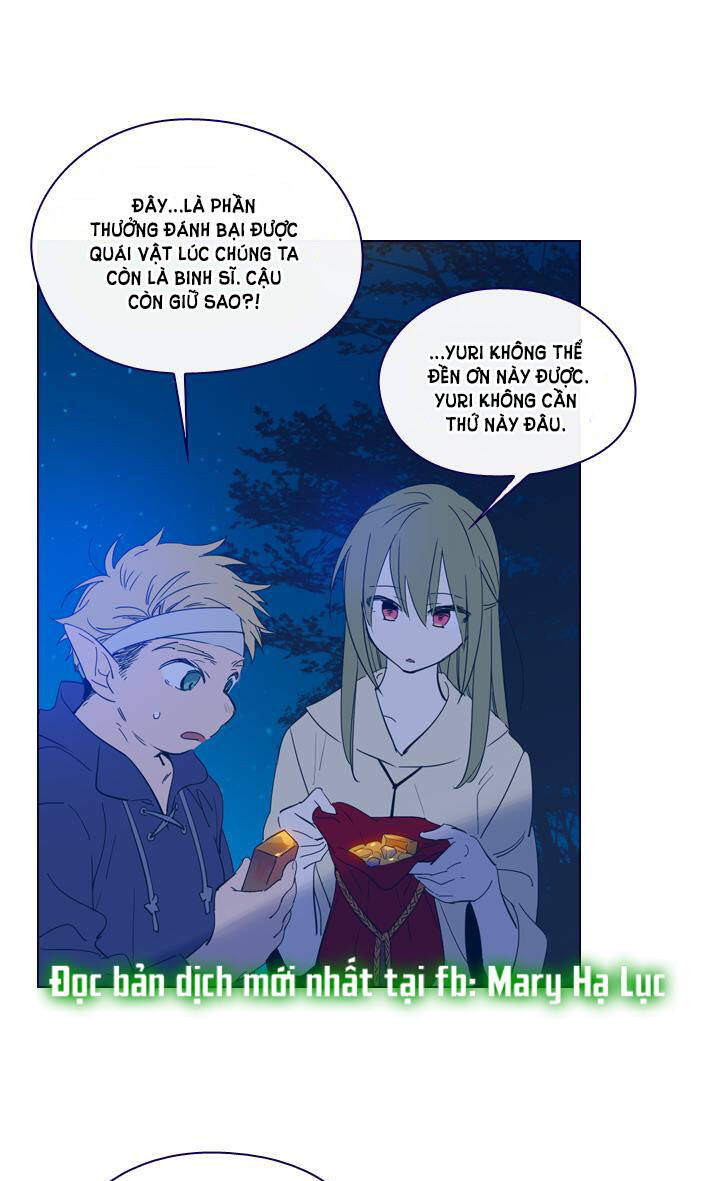 ĐÂY...LÀ PHẦN
THƯỞNG ĐÁNH BẠI ĐƯỢC
QUÁI VẬT LÚC CHÚNG TA
CÒN LÀ BINH SĨ. CẬU
CÒN GIỮ SAO?!
...YURI KHÔNG THỂ
ĐỀN ƠN NÀY ĐƯỢC.
YURI KHÔNG CẦN
THỨ NÀY ĐÂU.
Đọc bản dịch mới nhất tại fb: Mary Hạ Lục